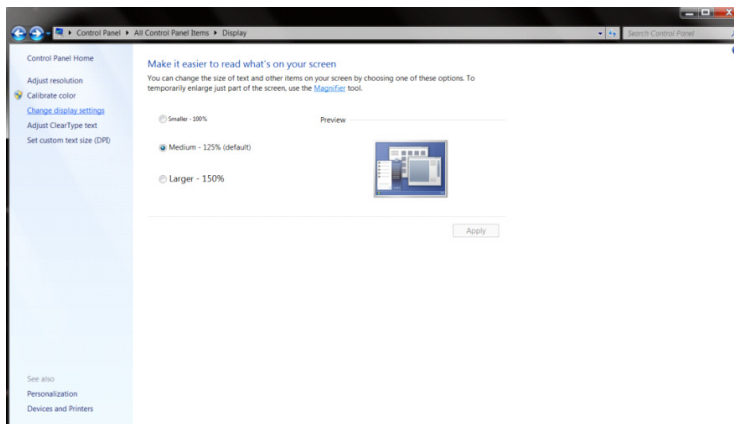 Control Panel ▸ All Control Panel Items ▸ Display
Search Control Panel
Control Panel Home
Adjust resolution
Calibrate color
Change display settings
Adjust ClearType text
Set custom text size (DPI)
Make it easier to read what's on your screen
You can change the size of text and other items on your screen by choosing one of these options. To
temporarily enlarge just part of the screen, use the Magnifier tool.
Smaller - 100%
Preview
Medium - 125% (default)
Larger - 150%
Apply
See also
Personalization
Devices and Printers